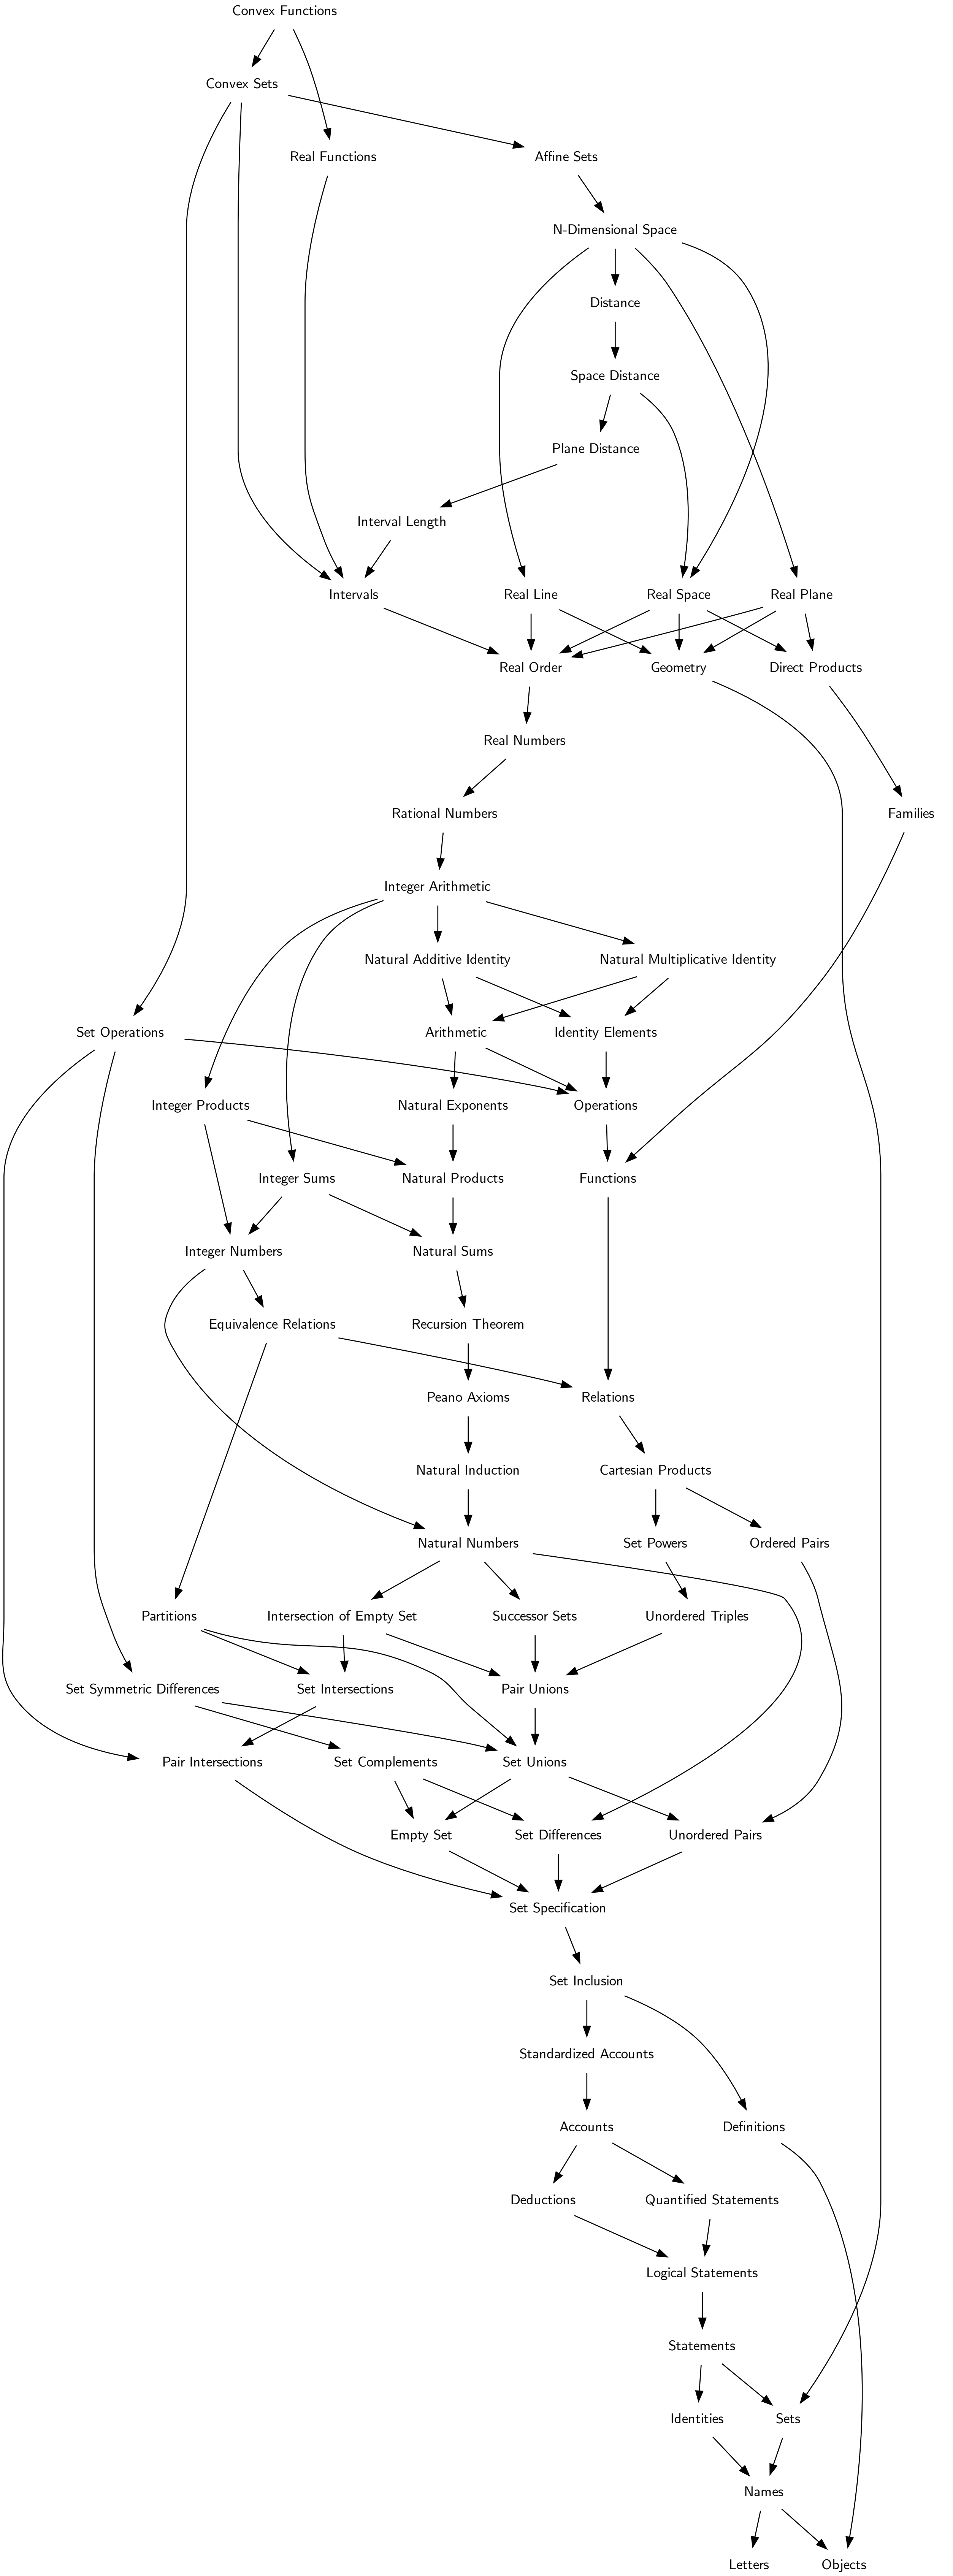 Convex Functions
Convex Sets
Real Functions
Affine Sets
N-Dimensional Space
Distance
Space Distance
Plane Distance
Interval Length
Intervals
Real Line
Real Space
Real Plane
Real Order
Geometry
Direct Products
Real Numbers
Rational Numbers
Families
Integer Arithmetic
Natural Additive Identity
Natural Multiplicative Identity
Set Operations
Arithmetic
Identity Elements
Integer Products
Natural Exponents
Operations
Integer Sums
Natural Products
Functions
Integer Numbers
Natural Sums
Equivalence Relations
Recursion Theorem
Peano Axioms
Relations
Natural Induction
Cartesian Products
Natural Numbers
Set Powers
Ordered Pairs
Partitions
Intersection of Empty Set
Successor Sets
Unordered Triples
Set Symmetric Differences
Set Intersections
Pair Unions
Pair Intersections
Set Complements
Set Unions
Empty Set
Set Differences
Unordered Pairs
Set Specification
Set Inclusion
Standardized Accounts
Accounts
Definitions
Deductions
Quantified Statements
Logical Statements
Statements
Identities
Sets
Names
Letters
Objects